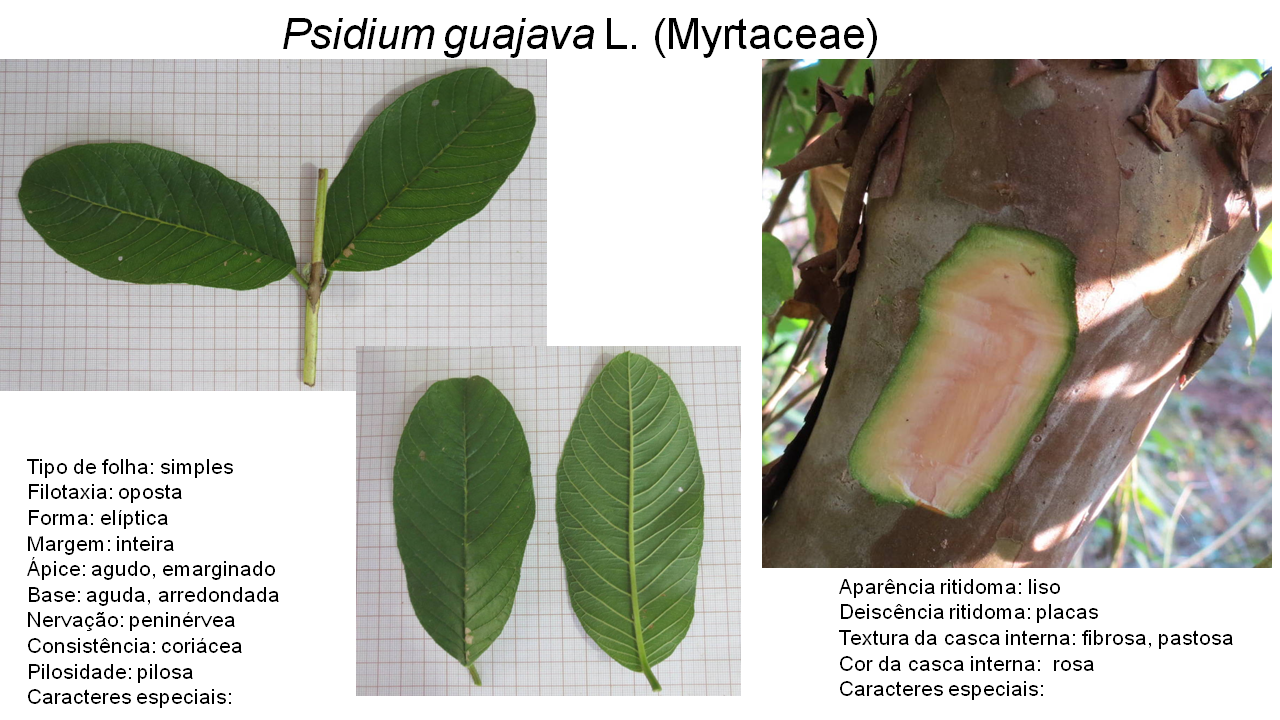 Psidium guajava L. (Myrtaceae)
Tipo de folha: simples
Filotaxia: oposta
Forma: elíptica
Margem: inteira
Ápice: agudo, emarginado
Base: aguda, arredondada
Nervação: peninérvea
Consistência: coriácea
Pilosidade: pilosa
Caracteres especiais:
Aparência ritidoma: liso
Deiscência ritidoma: placas
Textura da casca interna: fibrosa, pastosa
Cor da casca interna: rosa
Caracteres especiais: